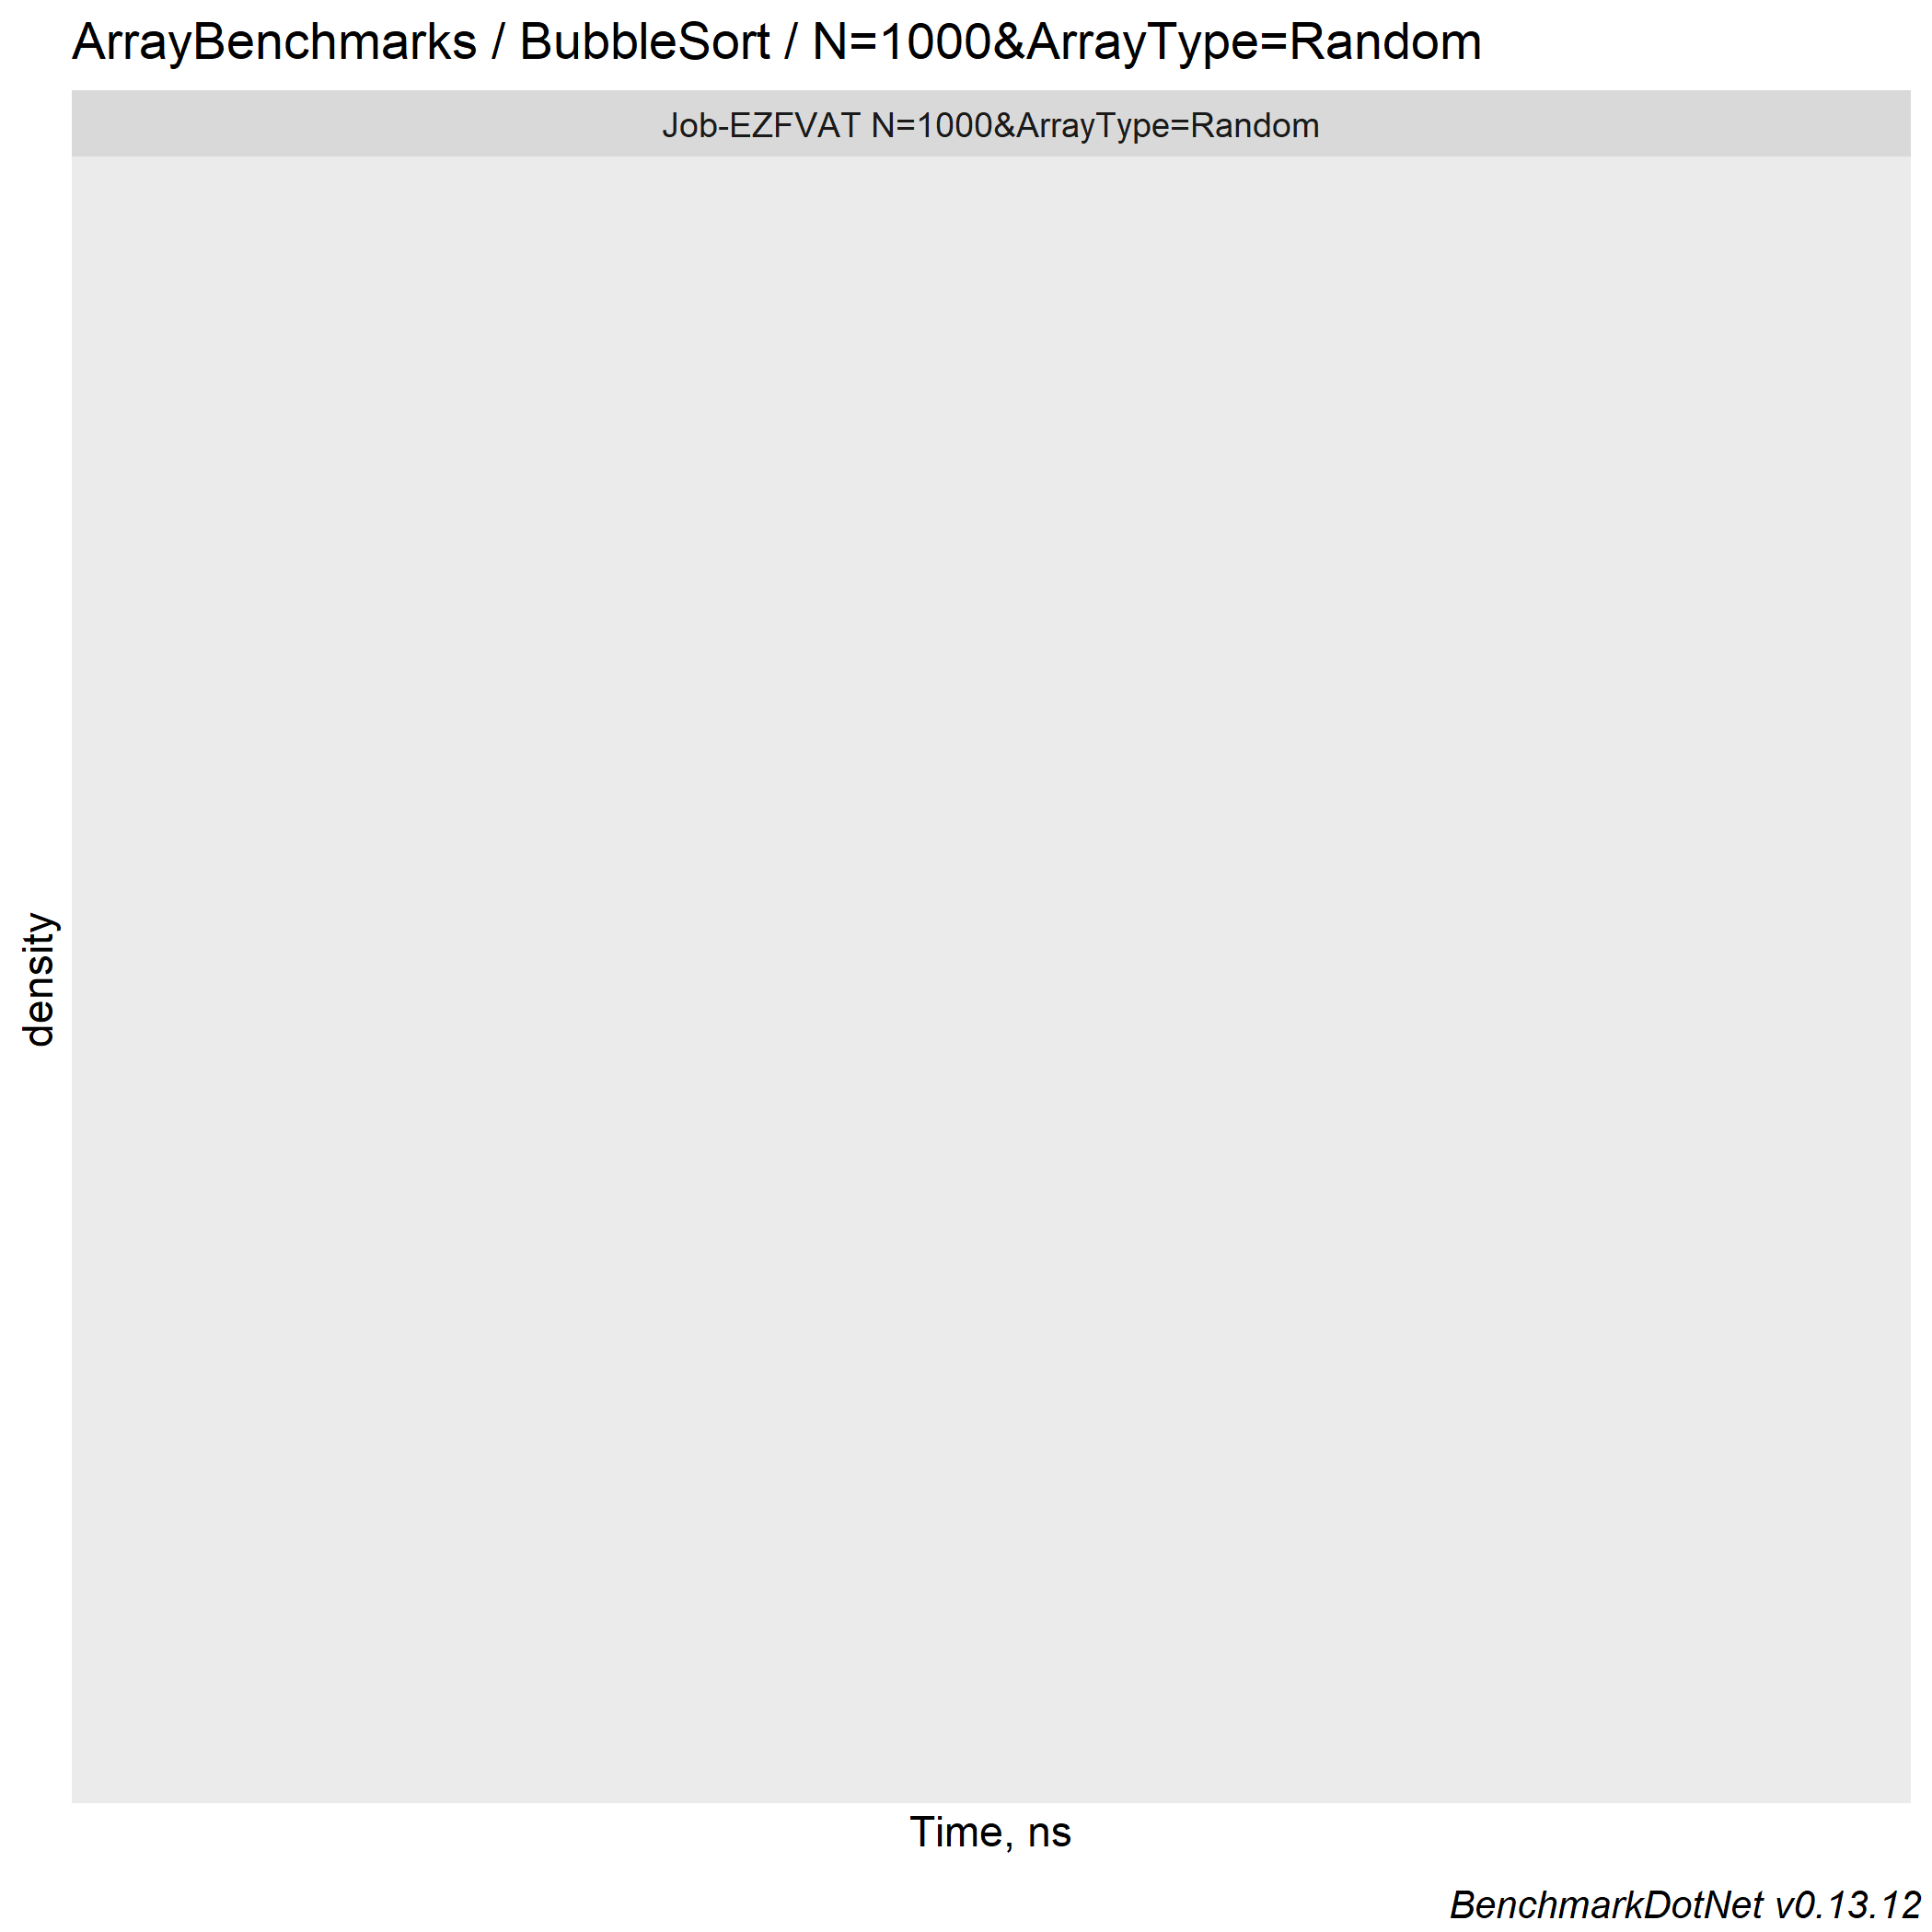 ArrayBenchmarks / BubbleSort / N=1000&ArrayType=Random
Job-EZFVAT N=1000&ArrayType=Random
density
Time, ns
BenchmarkDotNet v0.13.12